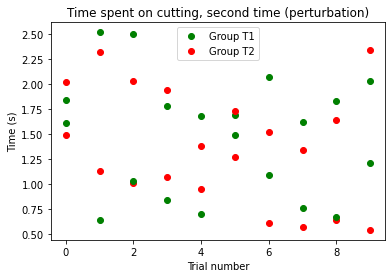 Time spent on cutting, second time (perturbation)
Group T1
Group T2
2.50
2.25
2.00
1.75
1.50
1.25
1.00
0.75
0.50
Time (s)
0 2 4 6 8
Trial number